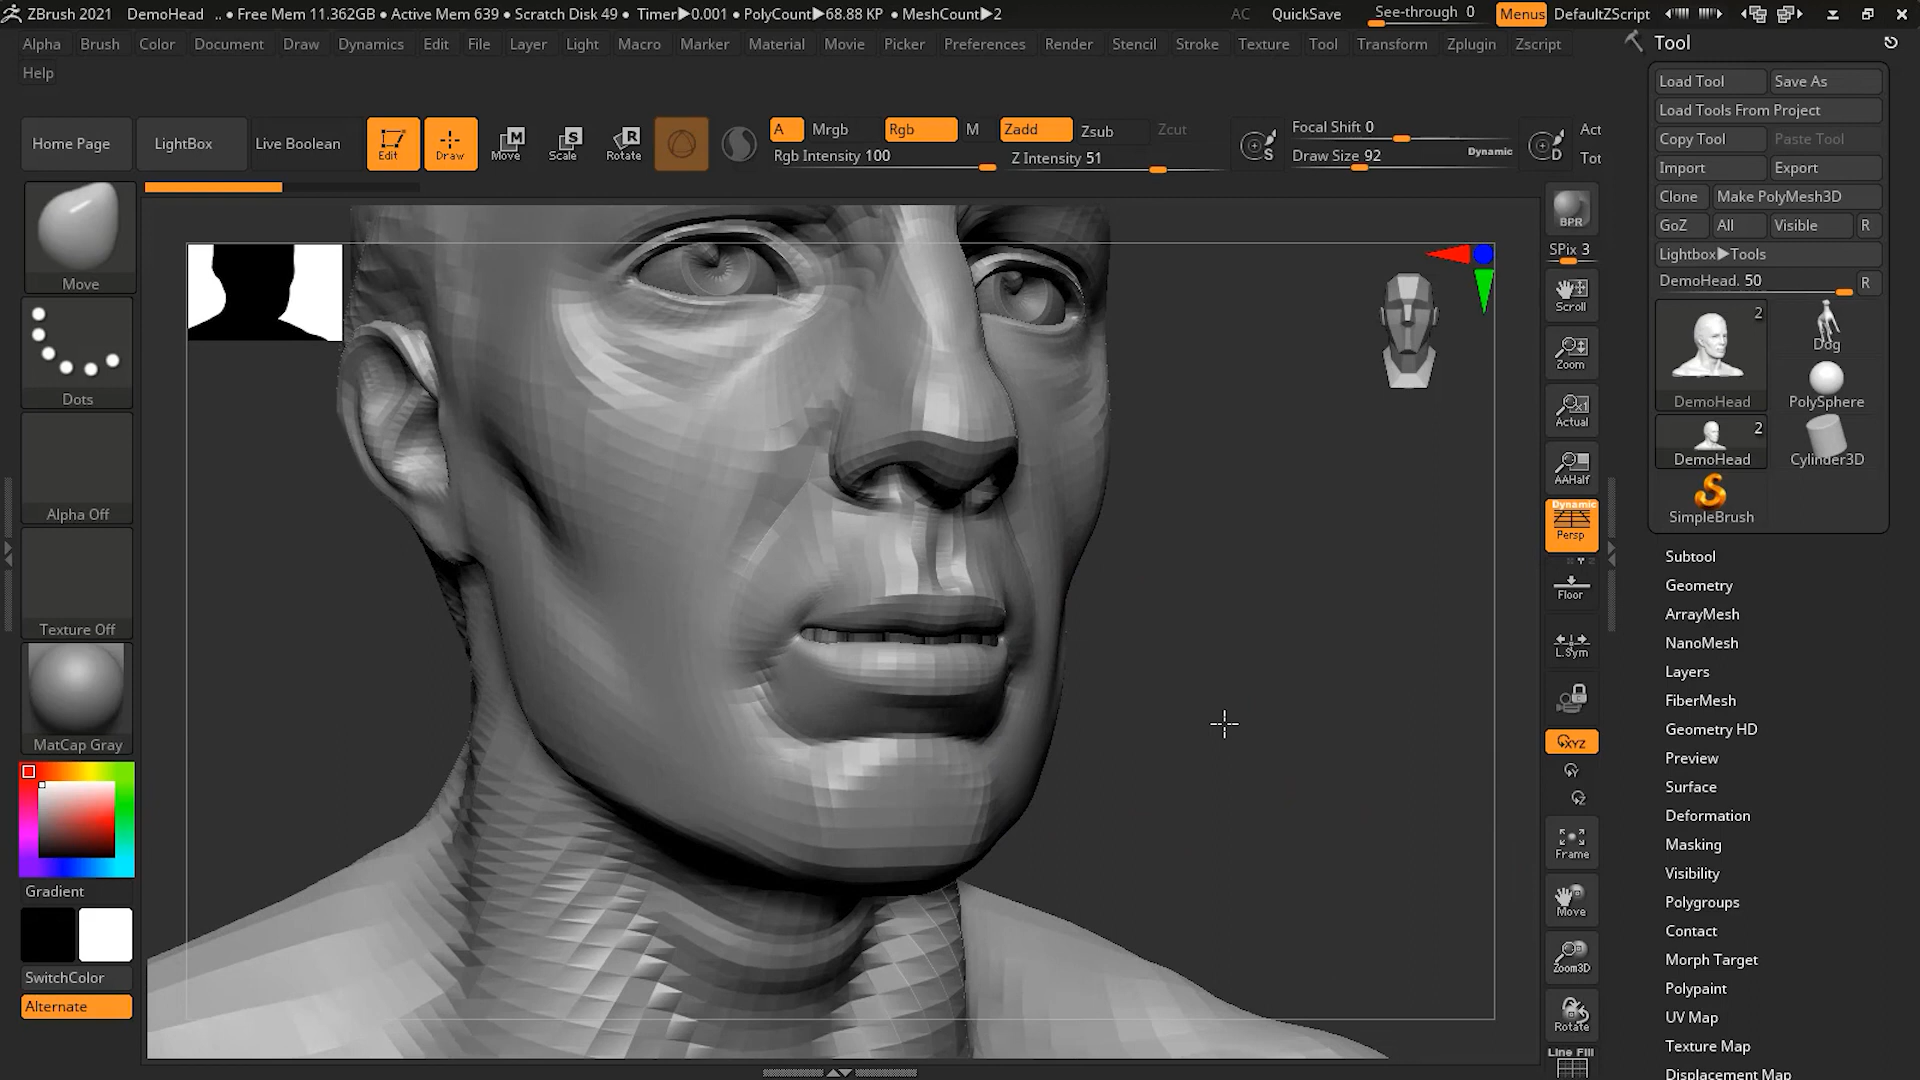 ZBrush 2021 DemoHead .. • Free Mem 11.362GB • Active Mem 639 • Scratch Disk 49 • Timer▶0.001 • PolyCount▶68.88 KP • MeshCount▶2 AC QuickSave See-through 0 Menus DefaultZScript
Alpha Brush Color Document Draw Dynamics Edit File Layer Light Macro Marker Material Movie Picker Preferences Render Stencil Stroke Texture Tool Transform Zplugin Zscript
Help
Home Page LightBox Live Boolean Edit Draw Move Scale Rotate
M S R
A Mrgb Rgb M Zadd Zsub Zcut
Rgb Intensity 100 Z Intensity 51
S Focal Shift 0 D Act
Draw Size 92 Dynamic Tot
Move
Dots
Alpha Off
Texture Off
MatCap Gray
Gradient
SwitchColor
Alternate
BPR
SPix 3
Scroll
Zoom
Actual
AAHalf
Dynamic
Persp
Floor
L.Sym
XYZ
Y
Z
Frame
Move
Zoom3D
Rotate
Line Fill
Tool
Load Tool Save As
Load Tools From Project
Copy Tool Paste Tool
Import Export
Clone Make PolyMesh3D
GoZ All Visible R
Lightbox▶Tools
DemoHead. 50 R
2
DemoHead Dog
PolySphere
2
DemoHead Cylinder3D
SimpleBrush
Subtool
Geometry
ArrayMesh
NanoMesh
Layers
FiberMesh
Geometry HD
Preview
Surface
Deformation
Masking
Visibility
Polygroups
Contact
Morph Target
Polypaint
UV Map
Texture Map
Displacement Map